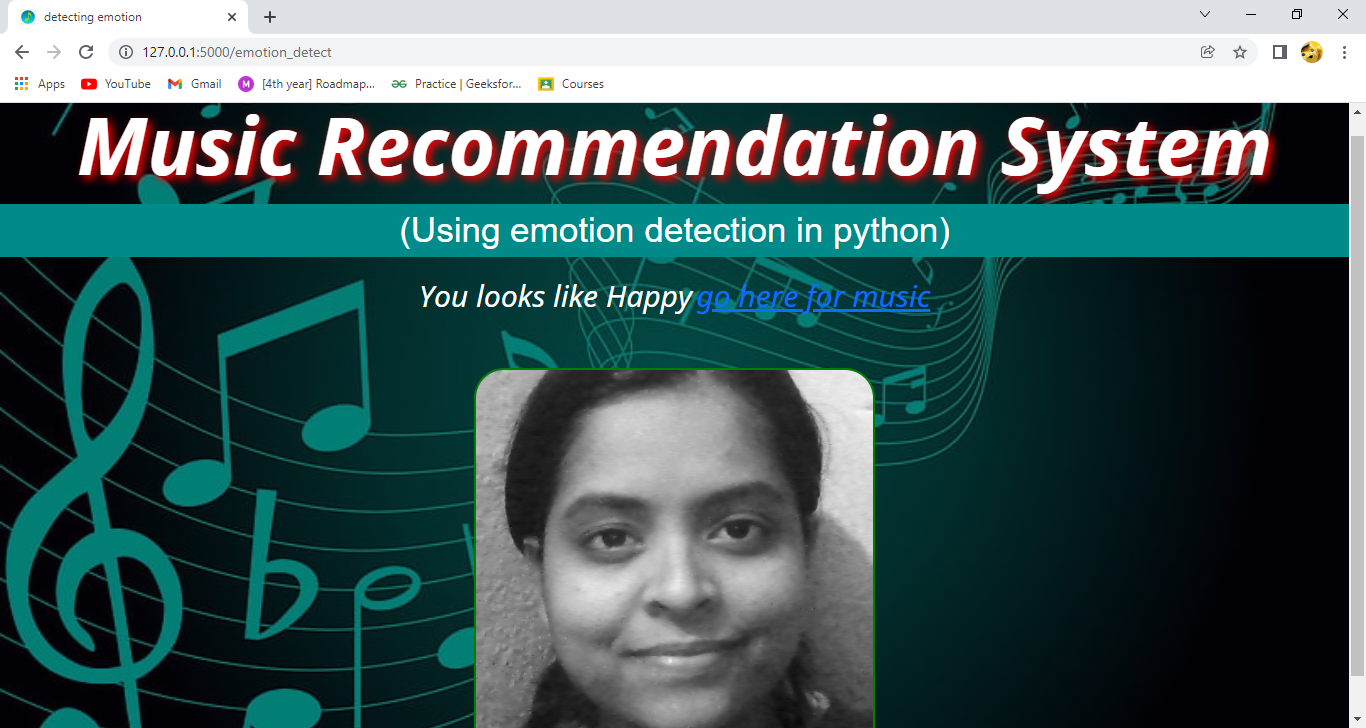 detecting emotion
127.0.0.1:5000/emotion_detect
Apps YouTube Gmail M [4th year] Roadmap... Practice | Geeksfor... Courses
Music Recommendation System
(Using emotion detection in python)
You looks like Happy go here for music